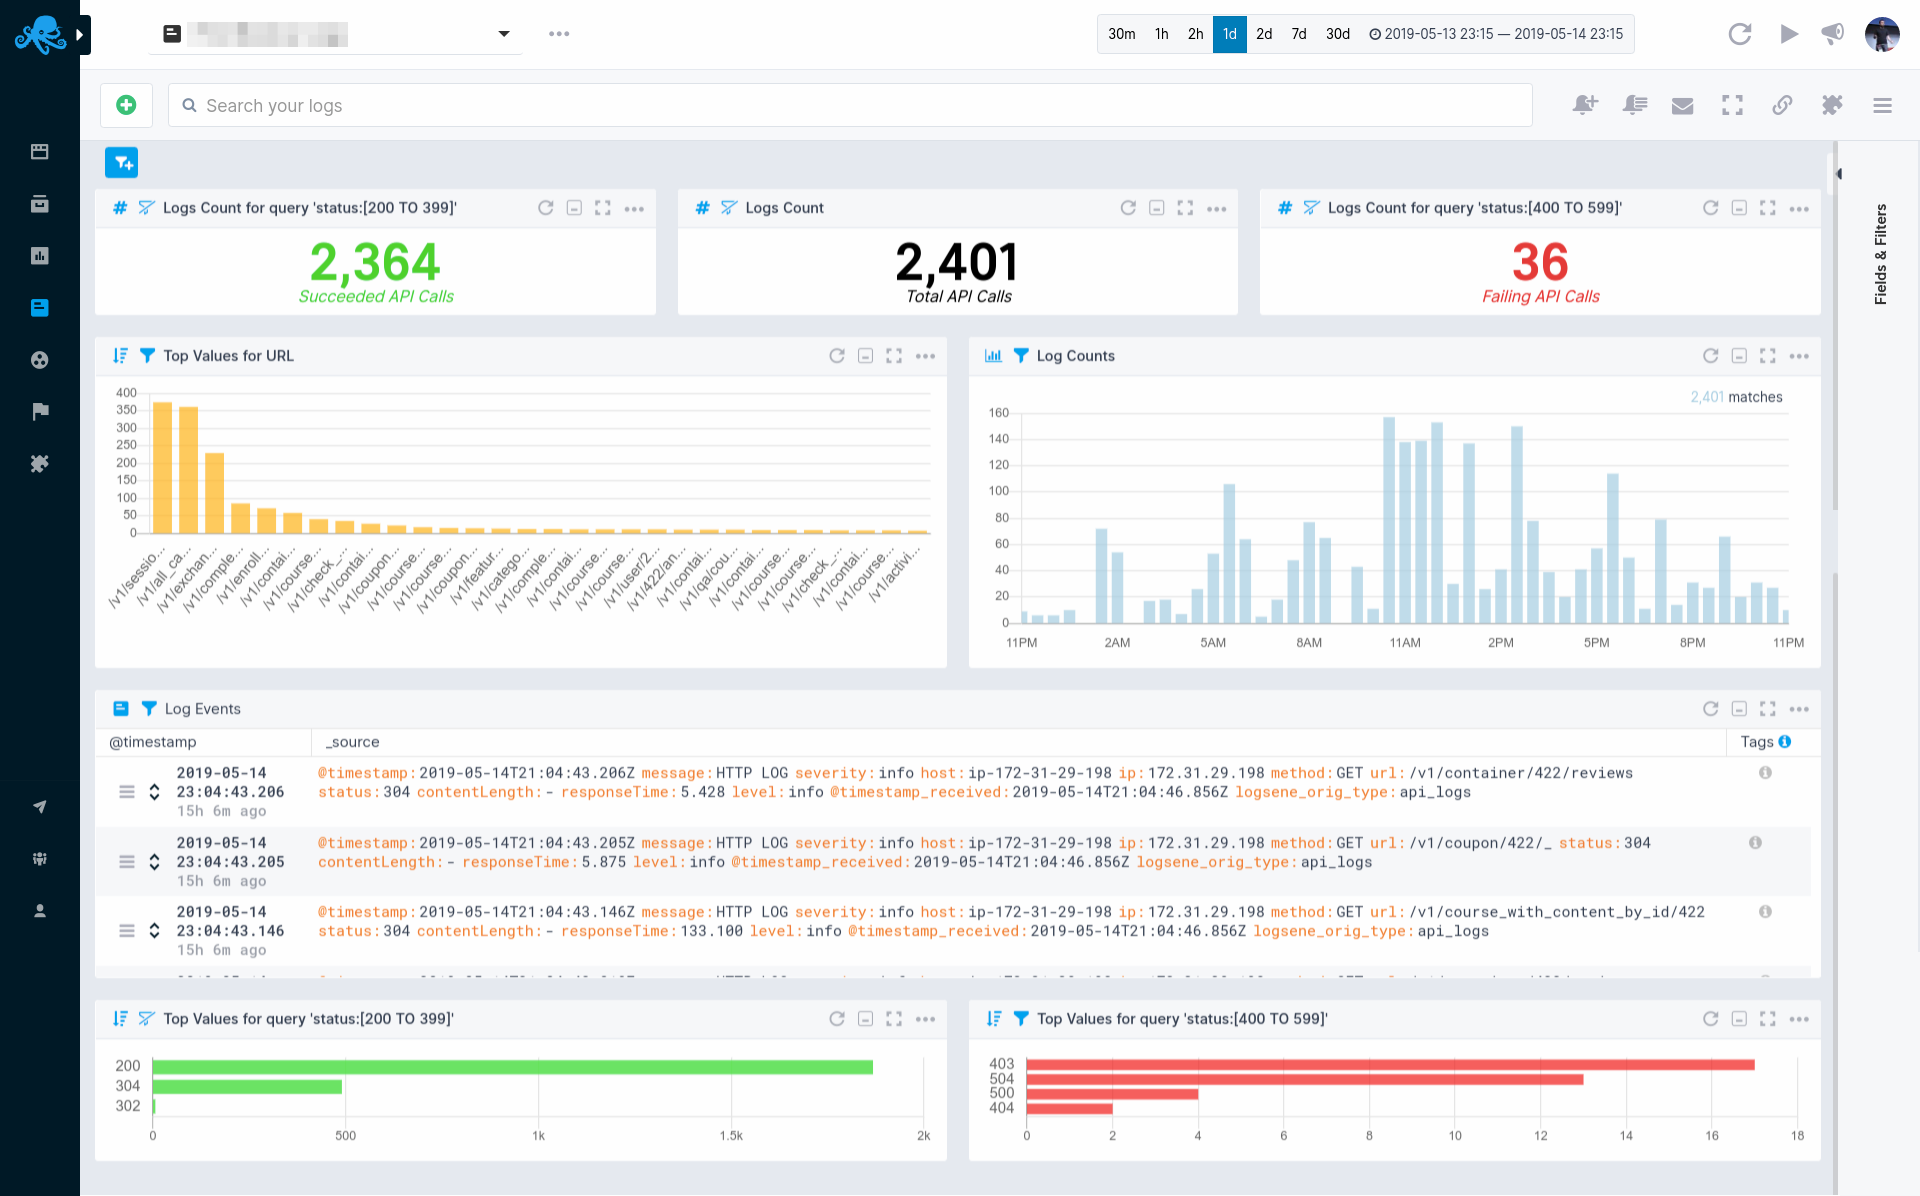 30m 1h 2h 1d 2d 7d 30d 2019-05-13 23:15 — 2019-05-14 23:15
Search your logs
Fields & Filters
Logs Count for query 'status:[200 TO 399]'
2,364
Succeeded API Calls
Logs Count
2,401
Total API Calls
Logs Count for query 'status:[400 TO 599]'
36
Failing API Calls
Top Values for URL
400
350
300
250
200
150
100
50
0
/v1/sessio...
/v1/all_ca...
/v1/exchan...
/v1/comple...
/v1/enroll...
/v1/contai...
/v1/course...
/v1/check_...
/v1/contai...
/v1/coupon...
/v1/course...
/v1/course...
/v1/coupon...
/v1/featur...
/v1/catego...
/v1/comple...
/v1/contai...
/v1/course...
/v1/course...
/v1/user/2...
/v1/422/an...
/v1/contai...
/v1/qa/cou...
/v1/contai...
/v1/course...
/v1/course...
/v1/check_...
/v1/contai...
/v1/course...
/v1/activi...
Log Counts
2,401 matches
160
140
120
100
80
60
40
20
0
11PM 2AM 5AM 8AM 11AM 2PM 5PM 8PM 11PM
Log Events
@timestamp _source Tags
2019-05-14
23:04:43.206
15h 6m ago
@timestamp:2019-05-14T21:04:43.206Z message:HTTP LOG severity:info host:ip-172-31-29-198 ip:172.31.29.198 method:GET url:/v1/container/422/reviews
status:304 contentLength:- responseTime:5.428 level:info @timestamp_received:2019-05-14T21:04:46.856Z logsene_orig_type:api_logs
2019-05-14
23:04:43.205
15h 6m ago
@timestamp:2019-05-14T21:04:43.205Z message:HTTP LOG severity:info host:ip-172-31-29-198 ip:172.31.29.198 method:GET url:/v1/coupon/422/_ status:304
contentLength:- responseTime:5.875 level:info @timestamp_received:2019-05-14T21:04:46.856Z logsene_orig_type:api_logs
2019-05-14
23:04:43.146
15h 6m ago
@timestamp:2019-05-14T21:04:43.146Z message:HTTP LOG severity:info host:ip-172-31-29-198 ip:172.31.29.198 method:GET url:/v1/course_with_content_by_id/422
status:304 contentLength:- responseTime:133.100 level:info @timestamp_received:2019-05-14T21:04:46.856Z logsene_orig_type:api_logs
Top Values for query 'status:[200 TO 399]'
200
304
302
0 500 1k 1.5k 2k
Top Values for query 'status:[400 TO 599]'
403
504
500
404
0 2 4 6 8 10 12 14 16 18